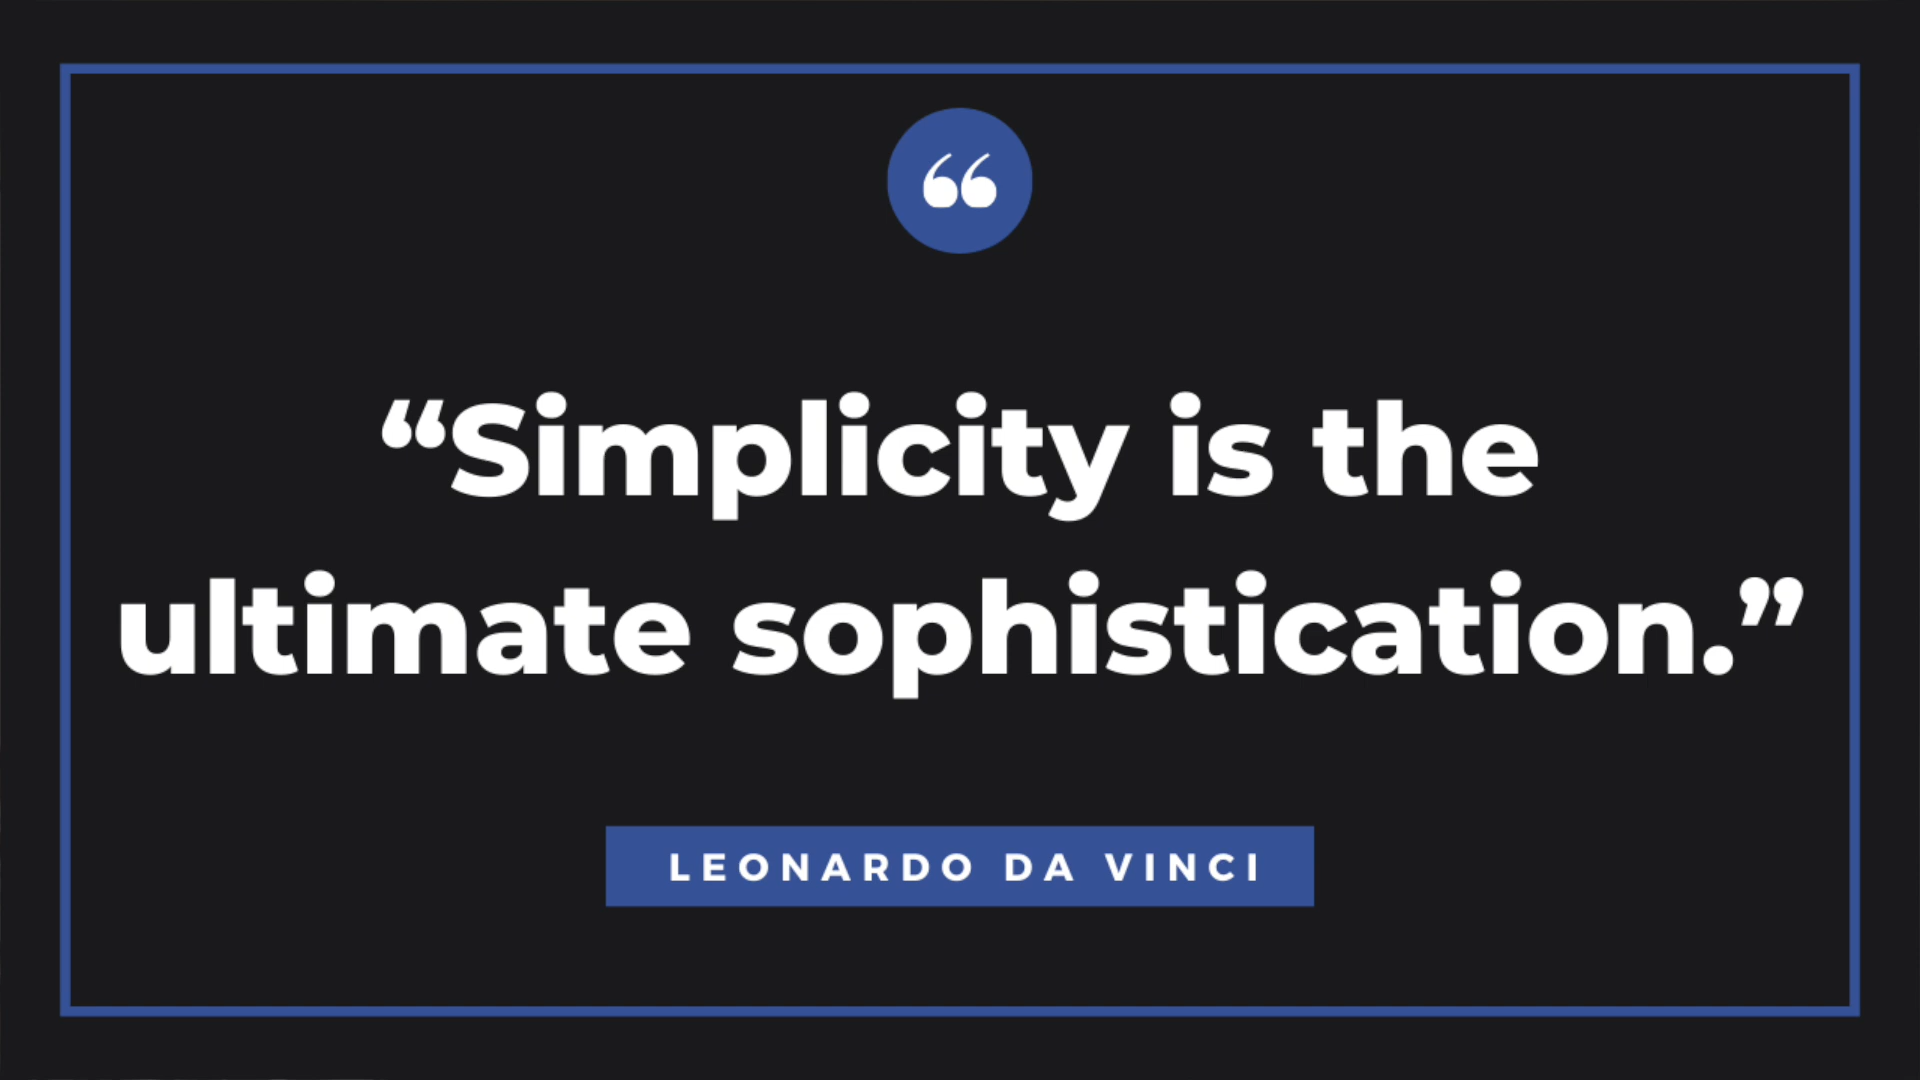 “
“Simplicity is the
ultimate sophistication.”
LEONARDO DA VINCI